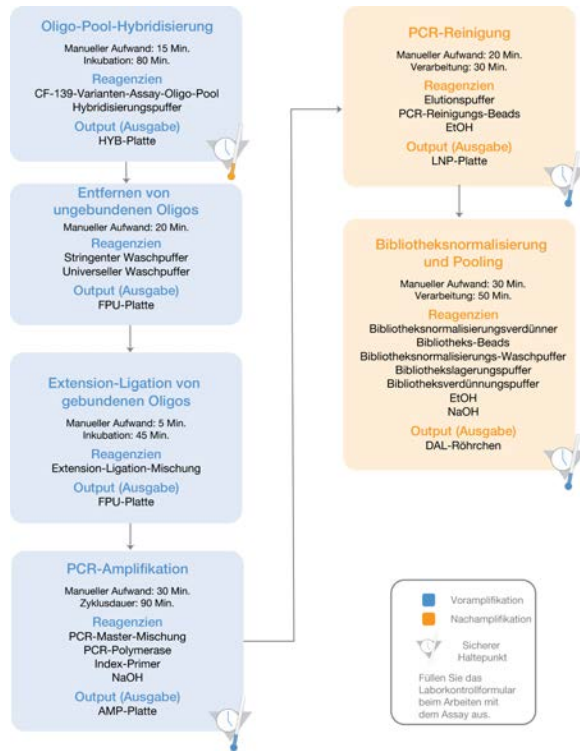 Oligo-Pool-Hybridisierung
Manueller Aufwand: 15 Min.
Inkubation: 80 Min.
Reagenzien
CF-139-Varianten-Assay-Oligo-Pool
Hybridisierungspuffer
Output (Ausgabe)
HYB-Platte
Entfernen von
ungebundenen Oligos
Manueller Aufwand: 20 Min.
Reagenzien
Stringenter Waschpuffer
Universeller Waschpuffer
Output (Ausgabe)
FPU-Platte
Extension-Ligation von
gebundenen Oligos
Manueller Aufwand: 5 Min.
Inkubation: 45 Min.
Reagenzien
Extension-Ligation-Mischung
Output (Ausgabe)
FPU-Platte
PCR-Amplifikation
Manueller Aufwand: 30 Min.
Zyklusdauer: 90 Min.
Reagenzien
PCR-Master-Mischung
PCR-Polymerase
Index-Primer
NaOH
Output (Ausgabe)
AMP-Platte
PCR-Reinigung
Manueller Aufwand: 20 Min.
Verarbeitung: 30 Min.
Reagenzien
Elutionspuffer
PCR-Reinigungs-Beads
EtOH
Output (Ausgabe)
LNP-Platte
Bibliotheksnormalisierung
und Pooling
Manueller Aufwand: 30 Min.
Verarbeitung: 50 Min.
Reagenzien
Bibliotheksnormalisierungsverdünner
Bibliotheks-Beads
Bibliotheksnormalisierungs-Waschpuffer
Bibliothekslagerungspuffer
Bibliotheksverdünnungspuffer
EtOH
NaOH
Output (Ausgabe)
DAL-Röhrchen
Voramplifikation
Nachamplifikation
Sicherer
Haltepunkt
Füllen Sie das
Laborkontrollformular
beim Arbeiten mit
dem Assay aus.